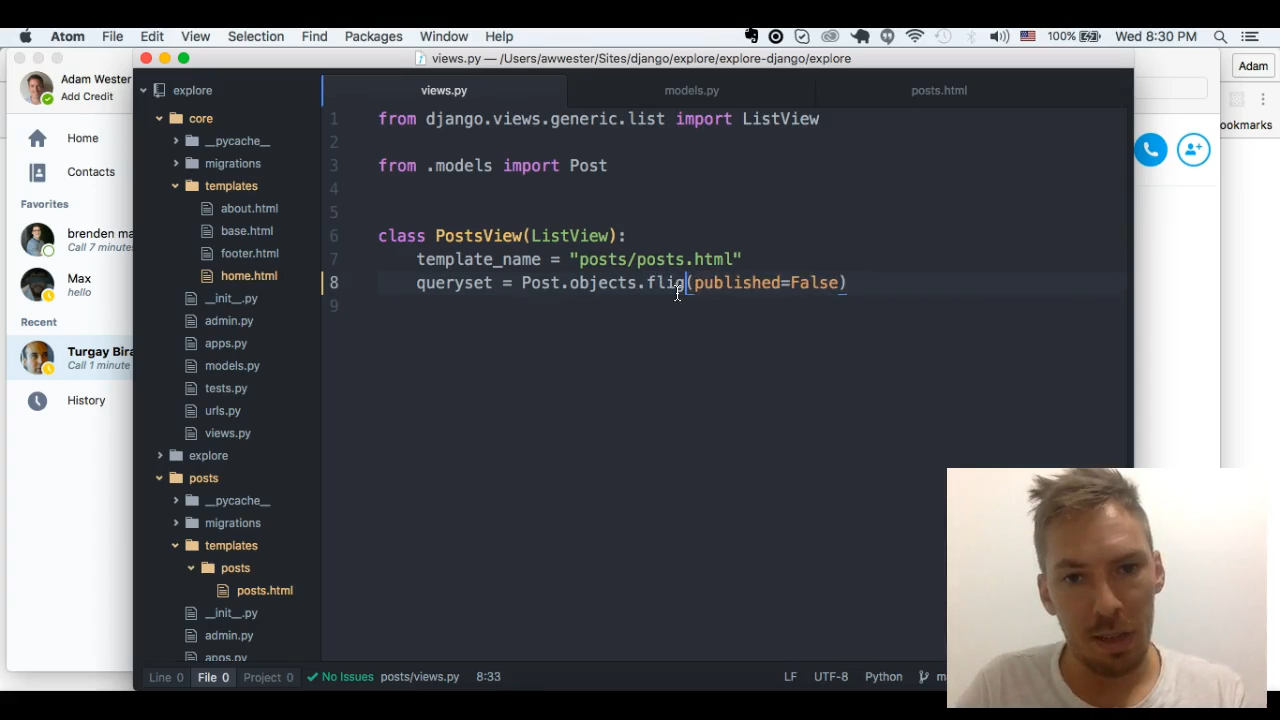 Atom File Edit View Selection Find Packages Window Help 100% Wed 8:30 PM
views.py — /Users/awwester/Sites/django/explore/explore-django/explore
Adam Wester
Add Credit
Home
Contacts
Favorites
brenden ma
Call 7 minute
Max
hello
Recent
Turgay Bira
Call 1 minute
History
explore
core
__pycache__
migrations
templates
about.html
base.html
footer.html
home.html
__init__.py
admin.py
apps.py
models.py
tests.py
urls.py
views.py
explore
posts
__pycache__
migrations
templates
posts
posts.html
__init__.py
admin.py
apps.py
views.py models.py posts.html
1 from django.views.generic.list import ListView
2
3 from .models import Post
4
5
6 class PostsView(ListView):
7 template_name = "posts/posts.html"
8 queryset = Post.objects.flig(published=False)
9
Line 0 File 0 Project 0 No Issues posts/views.py 8:33 LF UTF-8 Python
Adam
ookmarks